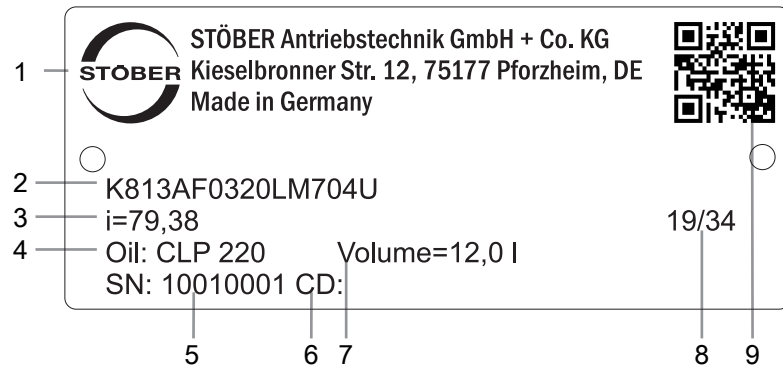 STÖBER Antriebstechnik GmbH + Co. KG
1 STÖBER Kieselbronner Str. 12, 75177 Pforzheim, DE
Made in Germany
2 K813AF0320LM704U
3 i=79,38 19/34
4 Oil: CLP 220 Volume=12,0 l
SN: 10010001 CD:
5 6 7 8 9